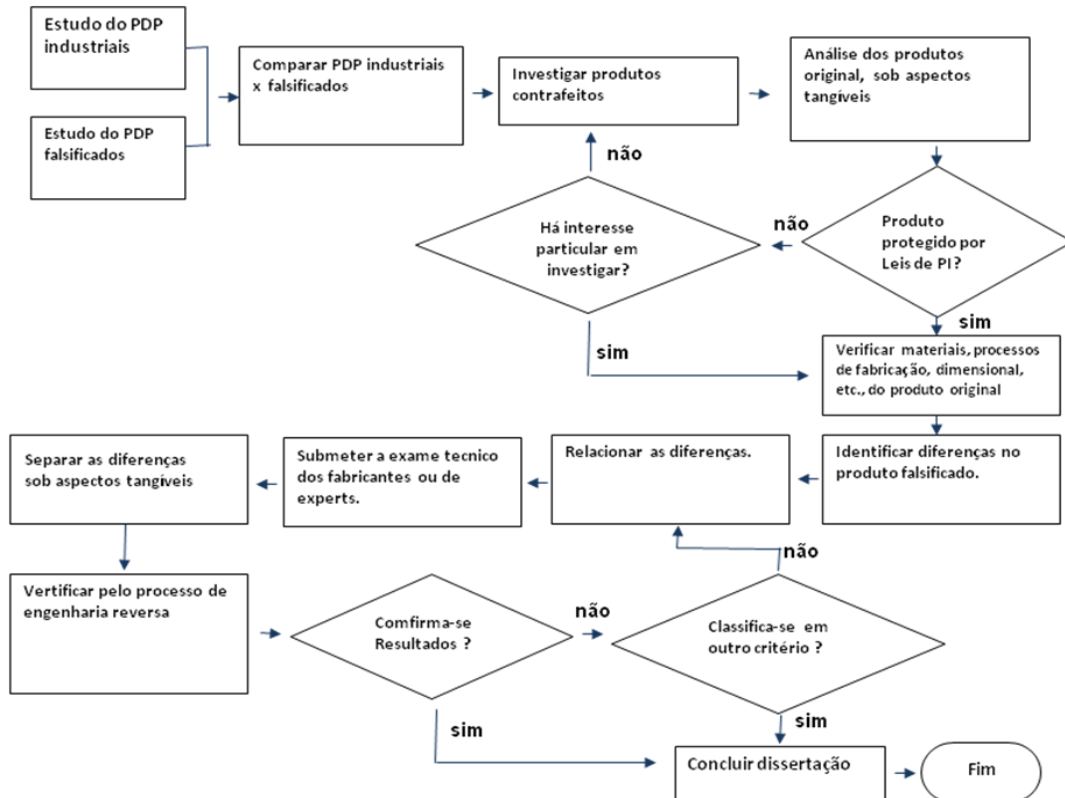 Estudo do PDP
industriais
Estudo do PDP
falsificados
Comparar PDP industriais
x falsificados
Investigar produtos
contrafeitos
Análise dos produtos
original, sob aspectos
tangíveis
não
Há interesse
particular em
investigar?
não
Produto
protegido por
Leis de PI?
sim
sim
Verificar materiais, processos
de fabricação, dimensional,
etc., do produto original
Separar as diferenças
sob aspectos tangíveis
Submeter a exame tecnico
dos fabricantes ou de
experts.
Relacionar as diferenças.
Identificar diferenças no
produto falsificado.
não
Vertificar pelo processo de
engenharia reversa
Comfirma-se
Resultados ?
não
Classifica-se em
outro critério ?
sim
sim
Concluir dissertação
Fim